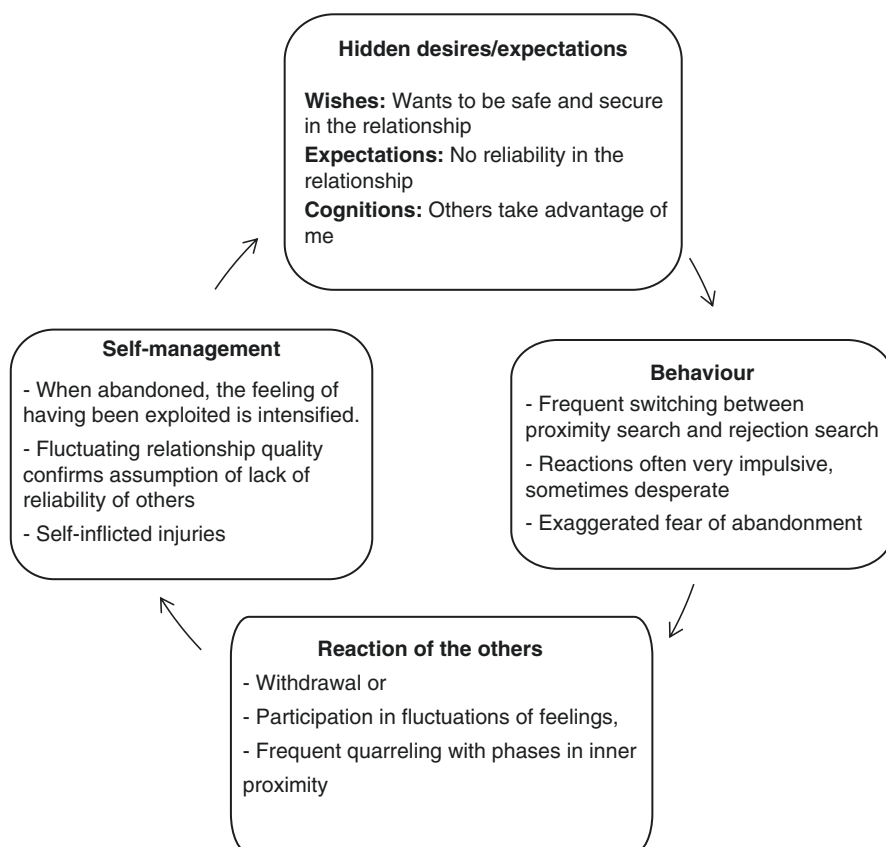 Hidden desires/expectations
Wishes: Wants to be safe and secure
in the relationship
Expectations: No reliability in the
relationship
Cognitions: Others take advantage of
me
Self-management
- When abandoned, the feeling of
having been exploited is intensified.
- Fluctuating relationship quality
confirms assumption of lack of
reliability of others
- Self-inflicted injuries
Behaviour
- Frequent switching between
proximity search and rejection search
- Reactions often very impulsive,
sometimes desperate
- Exaggerated fear of abandonment
Reaction of the others
- Withdrawal or
- Participation in fluctuations of feelings,
- Frequent quarreling with phases in inner
proximity